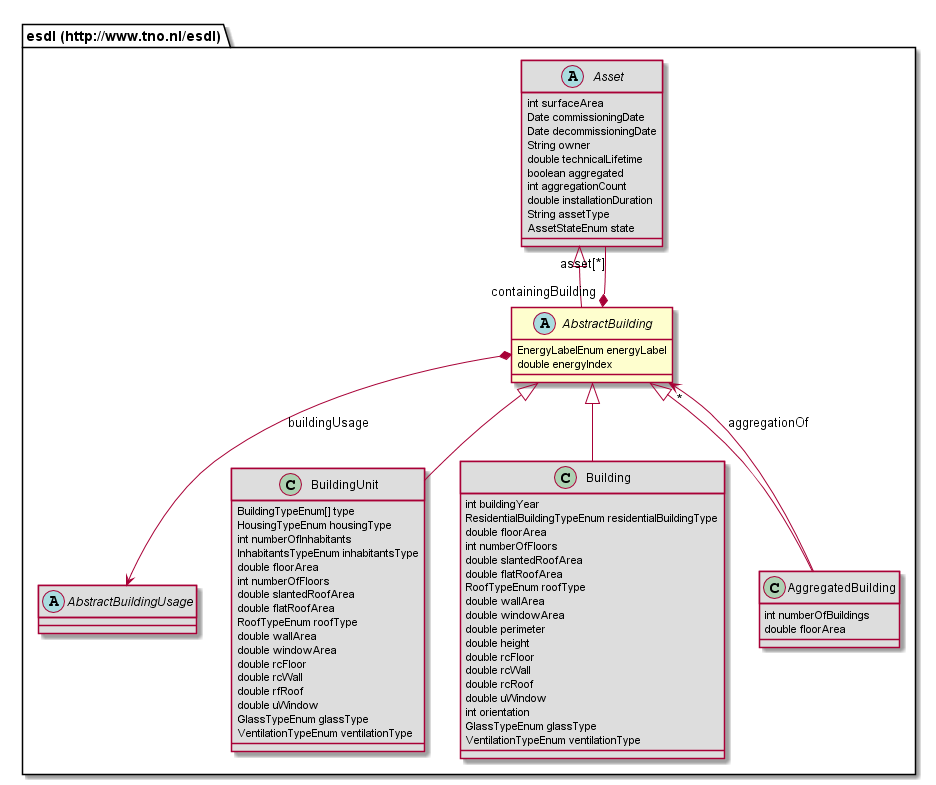 esdl (http://www.tno.nl/esdl)
A Asset
int surfaceArea
Date commissioningDate
Date decommissioningDate
String owner
double technicalLifetime
boolean aggregated
int aggregationCount
double installationDuration
String assetType
AssetStateEnum state
asset[*]
containingBuilding
A AbstractBuilding
EnergyLabelEnum energyLabel
double energyIndex
*
buildingUsage
aggregationOf
A AbstractBuildingUsage
C BuildingUnit
BuildingTypeEnum[] type
HousingTypeEnum housingType
int numberOfInhabitants
InhabitantsTypeEnum inhabitantsType
double floorArea
int numberOfFloors
double slantedRoofArea
double flatRoofArea
RoofTypeEnum roofType
double wallArea
double windowArea
double rcFloor
double rcWall
double rfRoof
double uWindow
GlassTypeEnum glassType
VentilationTypeEnum ventilationType
C Building
int buildingYear
ResidentialBuildingTypeEnum residentialBuildingType
double floorArea
int numberOfFloors
double slantedRoofArea
double flatRoofArea
RoofTypeEnum roofType
double wallArea
double windowArea
double perimeter
double height
double rcFloor
double rcWall
double rcRoof
double uWindow
int orientation
GlassTypeEnum glassType
VentilationTypeEnum ventilationType
C AggregatedBuilding
int numberOfBuildings
double floorArea